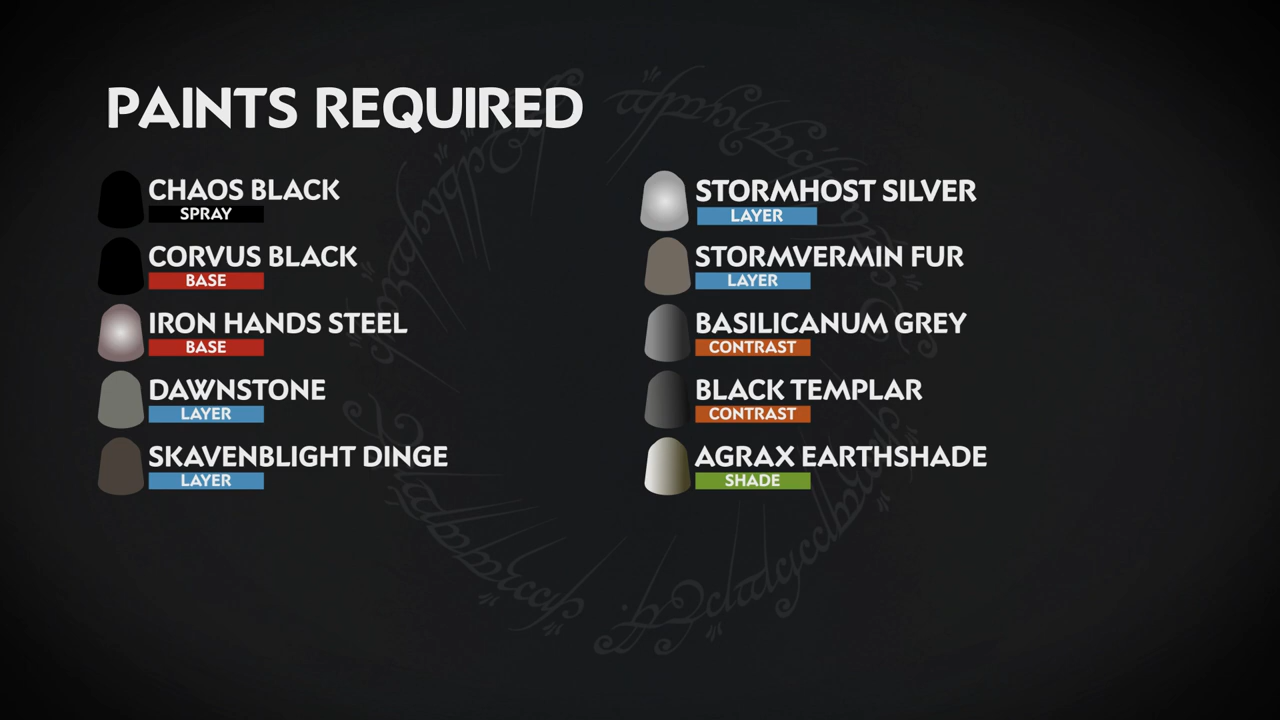 PAINTS REQUIRED
CHAOS BLACK
SPRAY
CORVUS BLACK
BASE
IRON HANDS STEEL
BASE
DAWNSTONE
LAYER
SKAVENBLIGHT DINGE
LAYER
STORMHOST SILVER
LAYER
STORMVERMIN FUR
LAYER
BASILICANUM GREY
CONTRAST
BLACK TEMPLAR
CONTRAST
AGRAX EARTHSHADE
SHADE